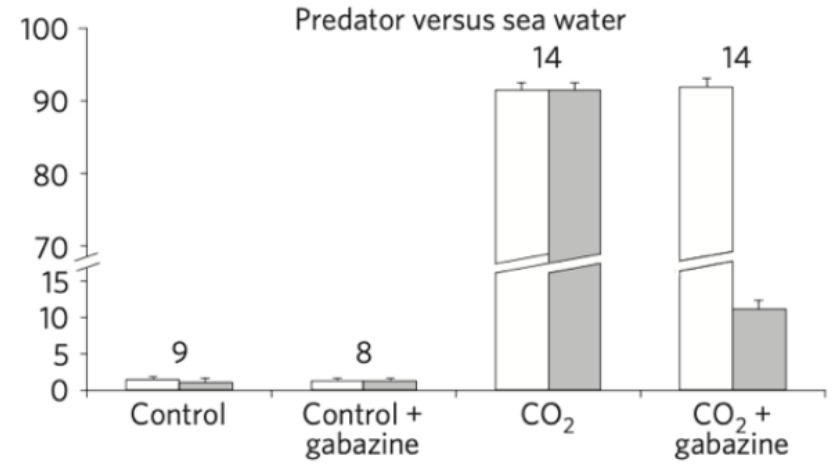 Predator versus sea water
100
90
80
70
15
10
5
0
9
8
14
14
Control
Control +
gabazine
CO₂
CO₂ +
gabazine